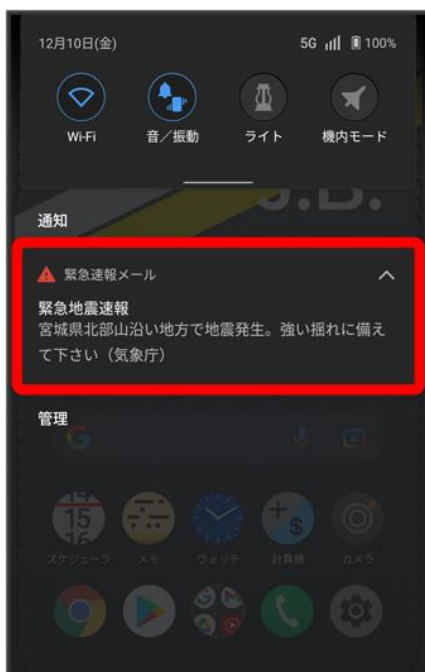 12月10日(金)
5G
100%
Wi-Fi
音／振動
ライト
機内モード
J.B.
通知
緊急速報メール
緊急地震速報
宮城県北部山沿い地方で地震発生。強い揺れに備え
て下さい（気象庁）
管理
14
15
16
スケジューラ
メモ
ウォッチ
計算機
カメラ